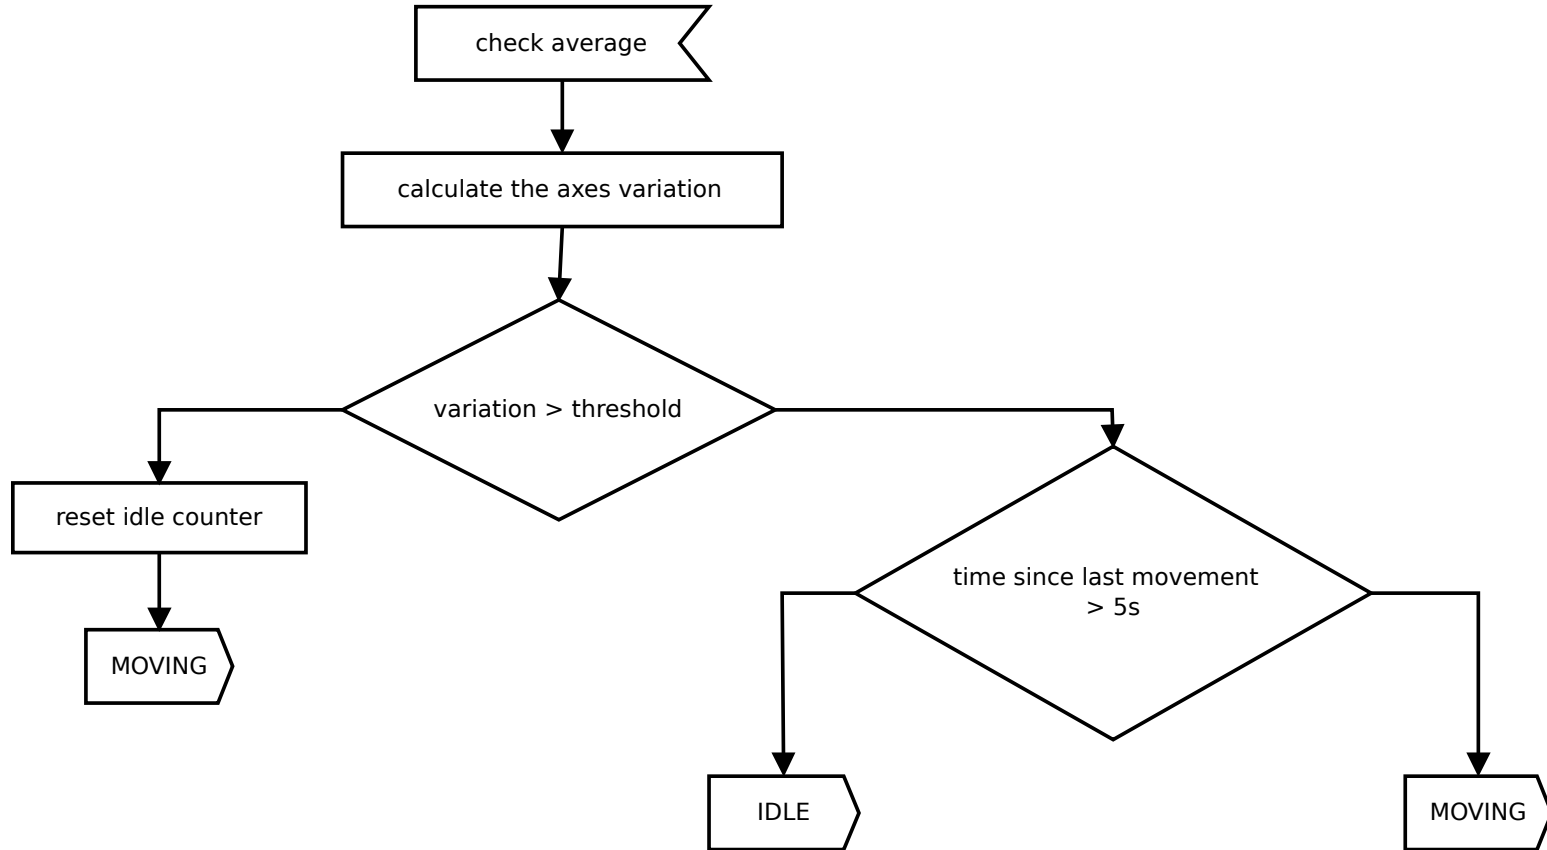 check average
calculate the axes variation
variation > threshold
reset idle counter
time since last movement
> 5s
MOVING
IDLE
MOVING